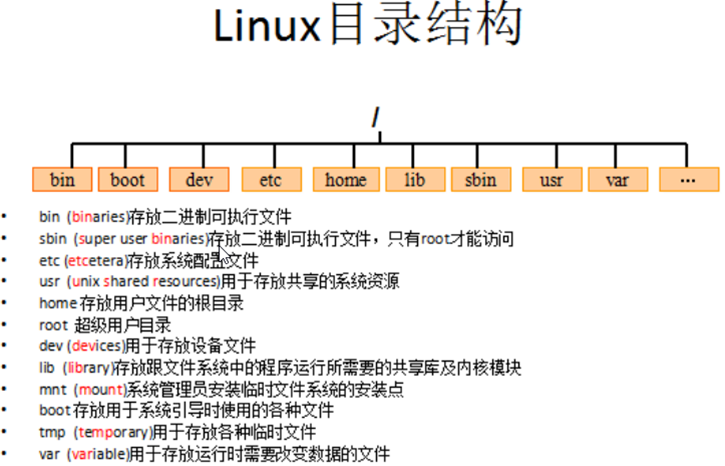 Linux目录结构
/
bin boot dev etc home lib sbin usr var ...
• bin (binaries)存放二进制可执行文件
• sbin (super user binaries)存放二进制可执行文件，只有root才能访问
• etc (etcetera)存放系统配置文件
• usr (unix shared resources)用于存放共享的系统资源
• home 存放用户文件的根目录
• root 超级用户目录
• dev (devices)用于存放设备文件
• lib (library)存放跟文件系统中的程序运行所需要的共享库及内核模块
• mnt (mount)系统管理员安装临时文件系统的安装点
• boot 存放用于系统引导时使用的各种文件
• tmp (temporary)用于存放各种临时文件
• var (variable)用于存放运行时需要改变数据的文件